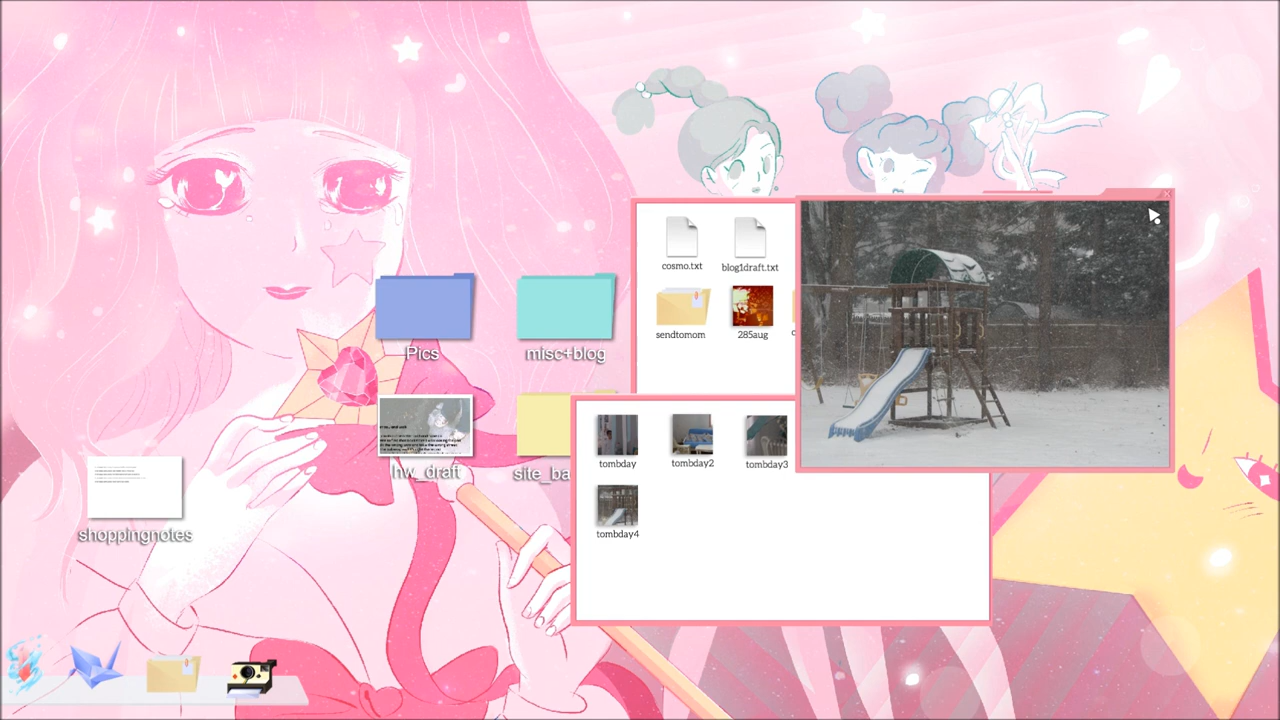 cosmo.txt
blog1draft.txt
sendtomom
285aug
Pics
misc+blog
hw_draft
site_ba
tombday
tombday2
tombday3
tombday4
shoppingnotes